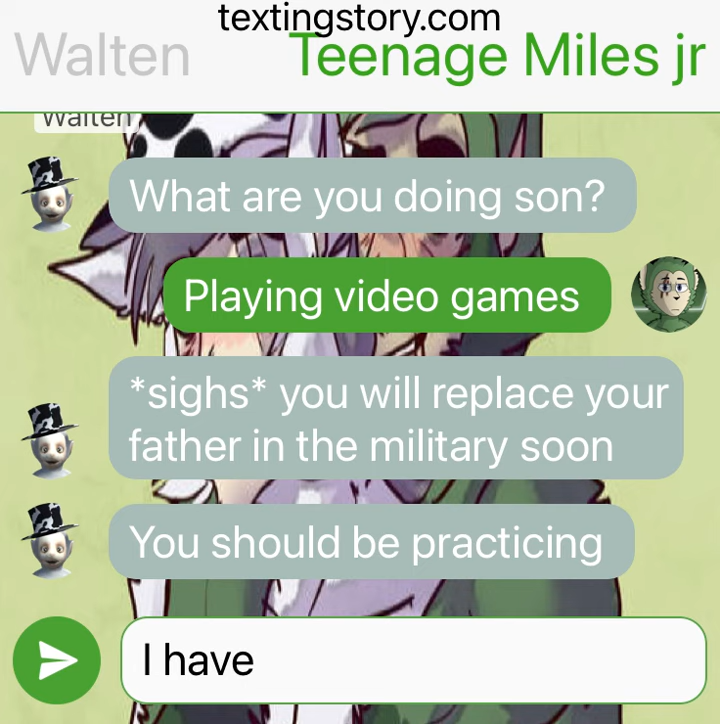 textingstory.com
Walten
Teenage Miles jr
Walten
What are you doing son?
Playing video games
*sighs* you will replace your
father in the military soon
You should be practicing
I have